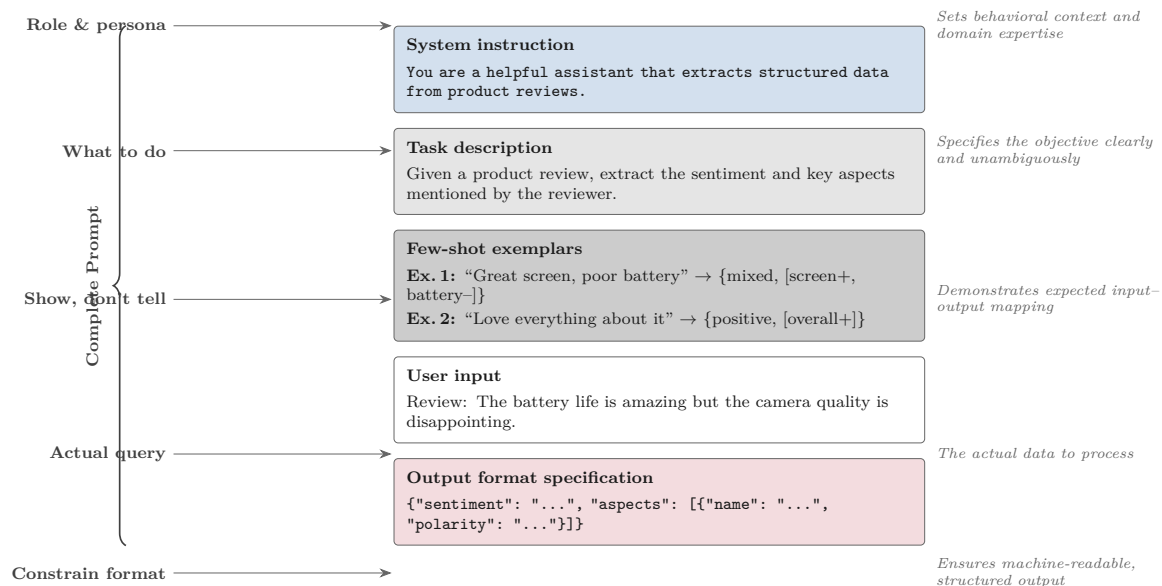 Role & persona
Sets behavioral context and
domain expertise
System instruction
You are a helpful assistant that extracts structured data
from product reviews.
What to do
Specifies the objective clearly
and unambiguously
Task description
Given a product review, extract the sentiment and key aspects
mentioned by the reviewer.
Complete Prompt
Show, don't tell
Demonstrates expected input–
output mapping
Few-shot exemplars
Ex. 1: “Great screen, poor battery” → {mixed, [screen+,
battery–]}
Ex. 2: “Love everything about it” → {positive, [overall+]}
User input
Review: The battery life is amazing but the camera quality is
disappointing.
Actual query
The actual data to process
Output format specification
{"sentiment": "...", "aspects": [{"name": "...",
"polarity": "..."}]}
Constrain format
Ensures machine-readable,
structured output